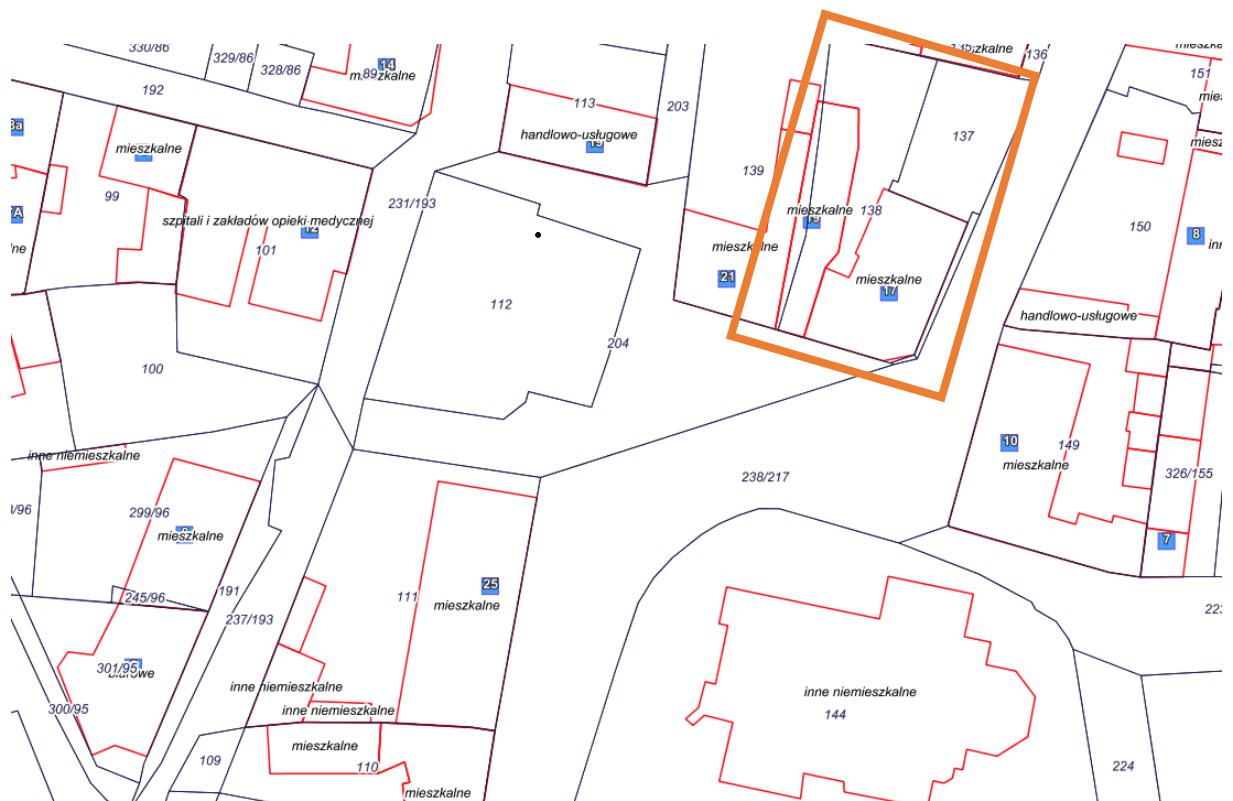 330/86
329/86
328/86
14
89
mieszkalne
192
113
203
handlowo-usługowe
19
136
137
151
mieszkalne
99
szpitali i zakładów opieki medycznej
12
101
231/193
139
mieszkalne
19
138
mieszkalne
21
mieszkalne
17
150
8
handlowo-usługowe
7A
112
204
100
10
149
mieszkalne
326/155
7
238/217
inne niemieszkalne
299/96
mieszkalne
245/96
191
237/193
111
25
mieszkalne
301/95
300/95
inne niemieszkalne
inne niemieszkalne
mieszkalne
109
110
mieszkalne
inne niemieszkalne
144
224